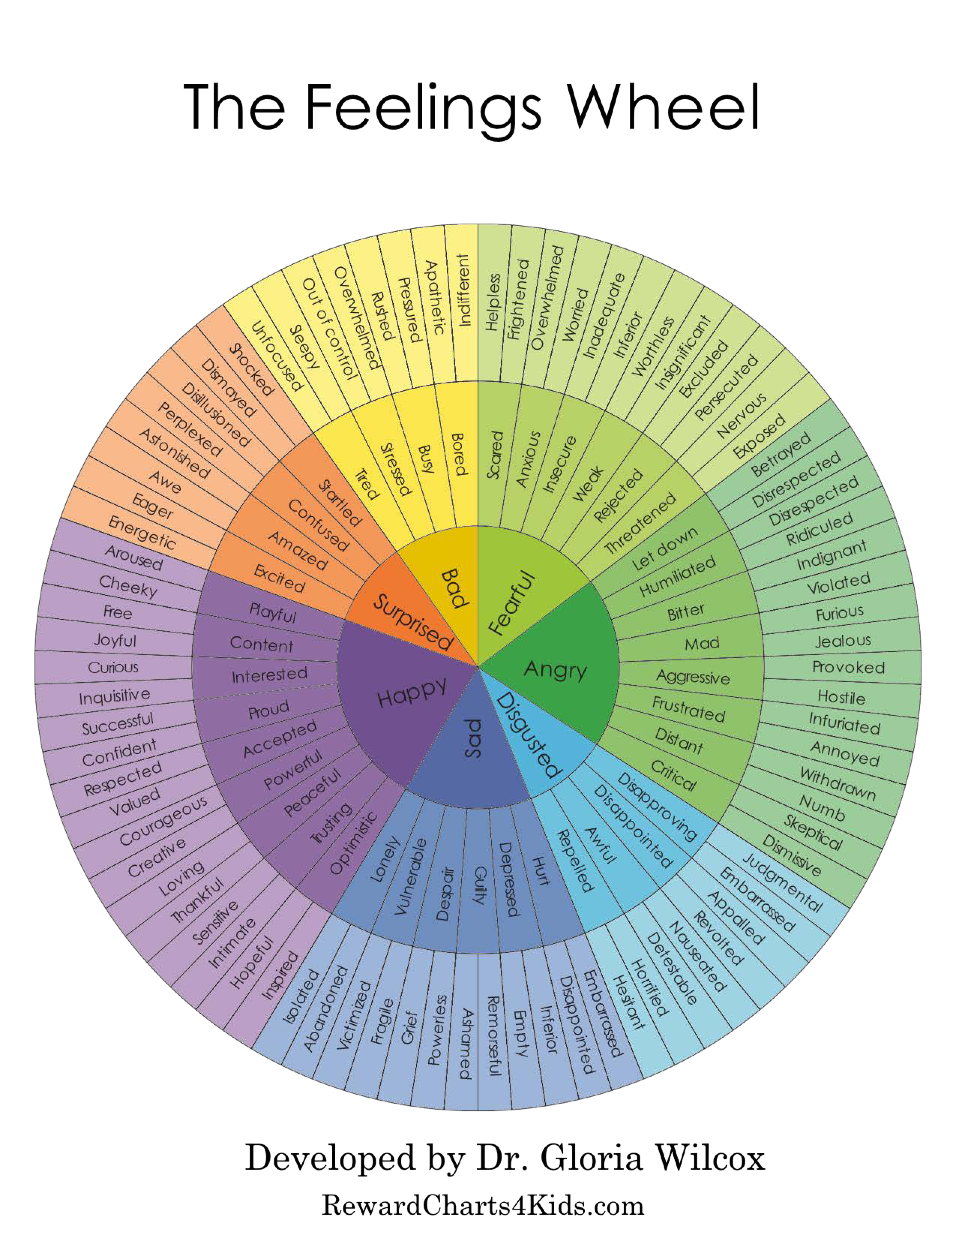 The Feelings Wheel
Fearful
Angry
Disgusted
Sad
Happy
Surprised
Bad
Scared
Anxious
Insecure
Weak
Rejected
Threatened
Let down
Humiliated
Bitter
Mad
Aggressive
Frustrated
Distant
Critical
Disapproving
Disappointed
Awful
Repelled
Hurt
Depressed
Guilty
Despair
Vulnerable
Lonely
Optimistic
Trusting
Peaceful
Powerful
Accepted
Proud
Interested
Content
Playful
Excited
Amazed
Confused
Startled
Tired
Stressed
Busy
Bored
Helpless
Frightened
Overwhelmed
Worried
Inadequate
Inferior
Worthless
Insignificant
Excluded
Persecuted
Nervous
Exposed
Betrayed
Disrespected
Disrespected
Ridiculed
Indignant
Violated
Furious
Jealous
Provoked
Hostile
Infuriated
Annoyed
Withdrawn
Numb
Skeptical
Dismissive
Judgmental
Embarrassed
Appalled
Revolted
Nauseated
Detestable
Horrified
Hesitant
Embarrassed
Disappointed
Inferior
Empty
Remorseful
Ashamed
Powerless
Grief
Fragile
Victimized
Abandoned
Isolated
Inspired
Hopeful
Intimate
Sensitive
Thankful
Loving
Creative
Courageous
Valued
Respected
Confident
Successful
Inquisitive
Curious
Joyful
Free
Cheeky
Aroused
Energetic
Eager
Awe
Astonished
Perplexed
Disillusioned
Dismayed
Shocked
Unfocused
Sleepy
Out of control
Overwhelmed
Rushed
Pressured
Apathetic
Indifferent
Developed by Dr. Gloria Wilcox
RewardCharts4Kids.com